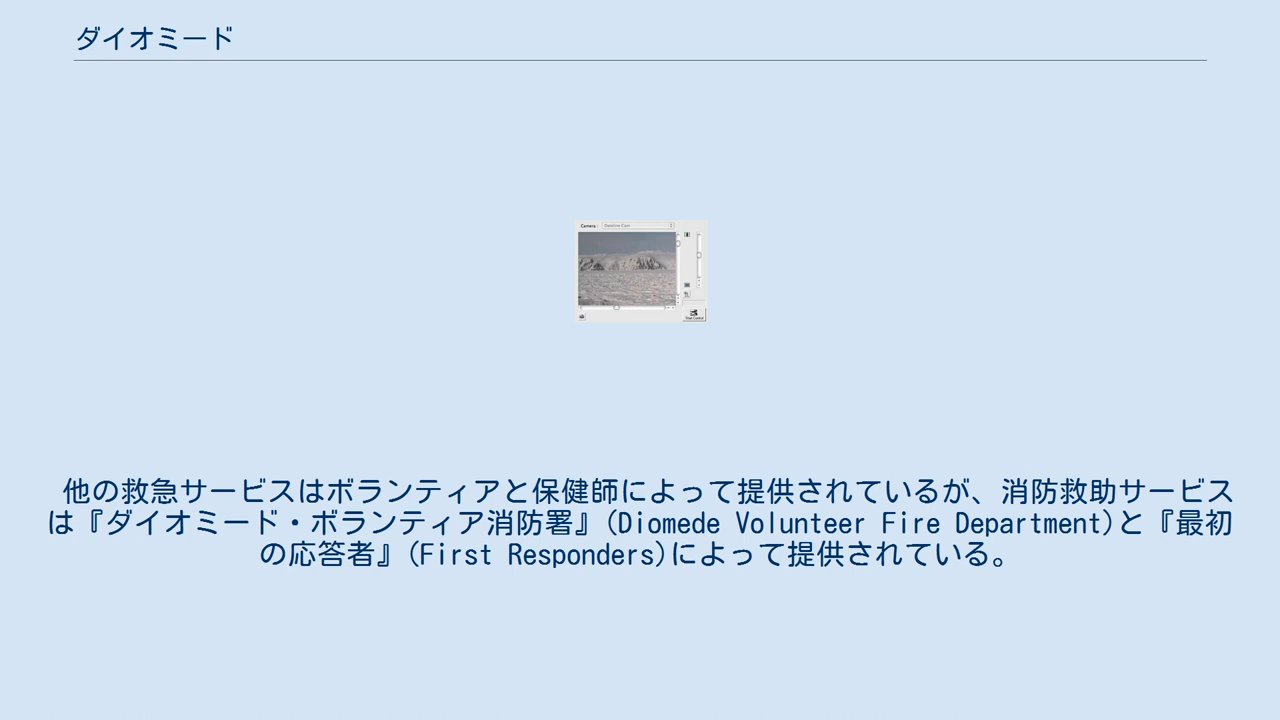 ダイオミード
Camera: Dateline Cam
他の救急サービスはボランティアと保健師によって提供されているが、消防救助サービス
は『ダイオミード・ボランティア消防署』(Diomede Volunteer Fire Department)と『最初
の応答者』(First Responders)によって提供されている。